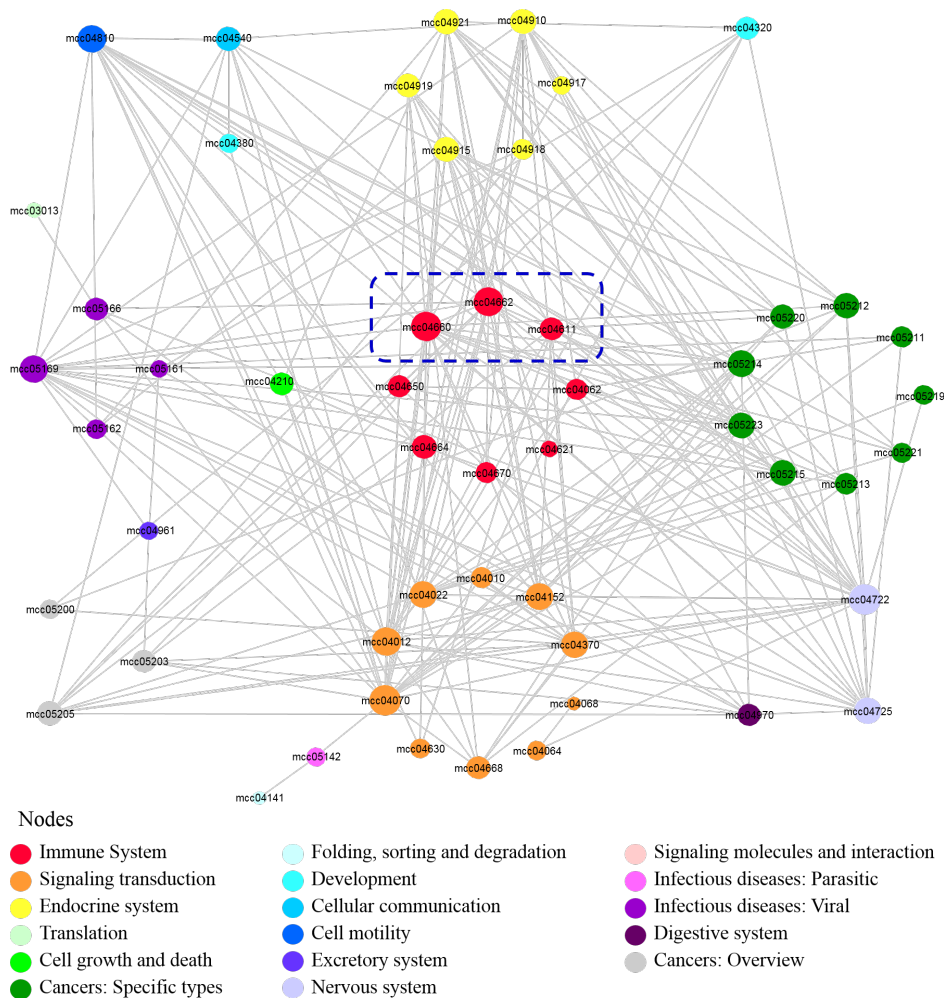 mcc04921
mcc04910
mcc04320
mcc04810
mcc04540
mcc04919
mcc04917
mcc04380
mcc04915
mcc04918
mcc03013
mcc04662
mcc05166
mcc05212
mcc05220
mcc04660
mcc04611
mcc05211
mcc05214
mcc05169
mcc05161
mcc04210
mcc04650
mcc04062
mcc05219
mcc05162
mcc05223
mcc04664
mcc04621
mcc05221
mcc04670
mcc05215
mcc05213
mcc04961
mcc04010
mcc04022
mcc04152
mcc04722
mcc05200
mcc04012
mcc04370
mcc05203
mcc04070
mcc04068
mcc05205
mcc04970
mcc04725
mcc04630
mcc04064
mcc05142
mcc04668
mcc04141
Nodes
Immune System
Folding, sorting and degradation
Signaling molecules and interaction
Signaling transduction
Development
Infectious diseases: Parasitic
Endocrine system
Cellular communication
Infectious diseases: Viral
Translation
Cell motility
Digestive system
Cell growth and death
Excretory system
Cancers: Overview
Cancers: Specific types
Nervous system